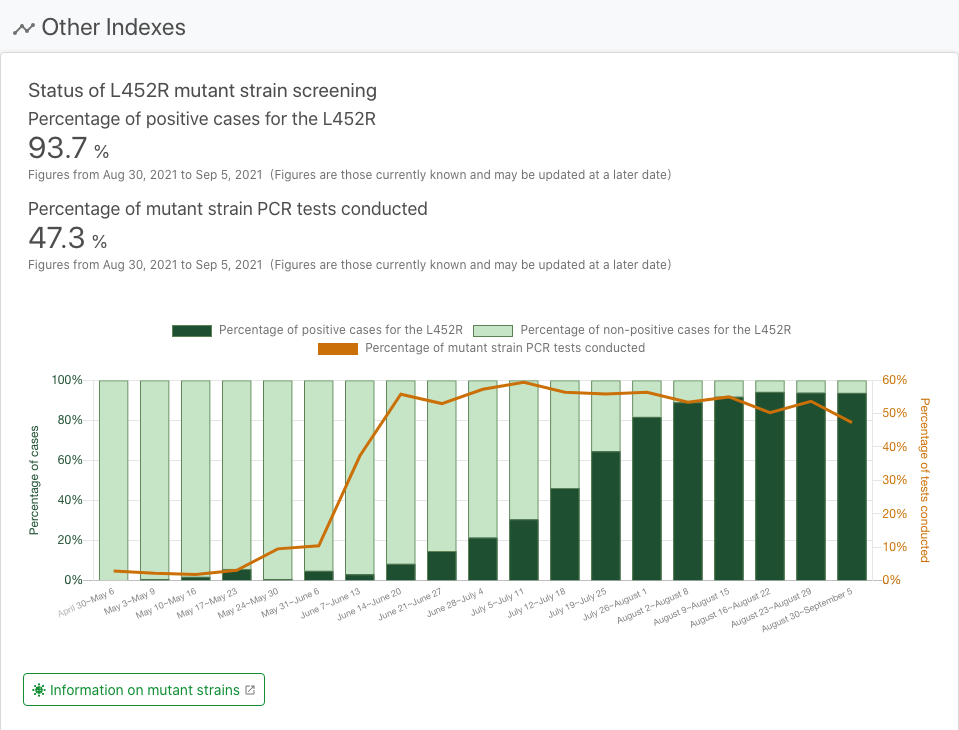 Other Indexes
Status of L452R mutant strain screening
Percentage of positive cases for the L452R
93.7 %
Figures from Aug 30, 2021 to Sep 5, 2021 (Figures are those currently known and may be updated at a later date)
Percentage of mutant strain PCR tests conducted
47.3 %
Figures from Aug 30, 2021 to Sep 5, 2021 (Figures are those currently known and may be updated at a later date)
Percentage of positive cases for the L452R
Percentage of non-positive cases for the L452R
Percentage of mutant strain PCR tests conducted
Percentage of cases
100%
80%
60%
40%
20%
0%
60%
50%
40%
30%
20%
10%
0%
Percentage of tests conducted
April 30~May 6
May 3~May 9
May 10~May 16
May 17~May 23
May 24~May 30
May 31~June 6
June 7~June 13
June 14~June 20
June 21~June 27
June 28~July 4
July 5~July 11
July 12~July 18
July 19~July 25
July 26~August 1
August 2~August 8
August 9~August 15
August 16~August 22
August 23~August 29
August 30~September 5
Information on mutant strains